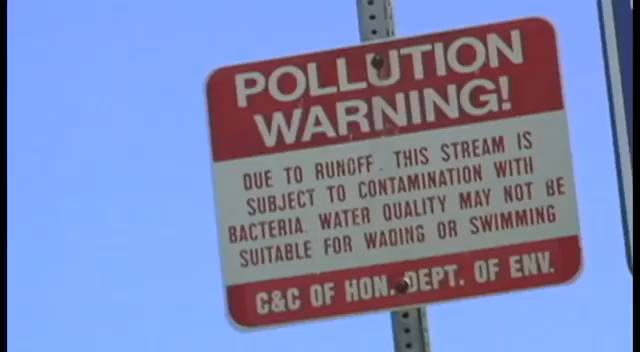 POLLUTION
WARNING!
DUE TO RUNOFF. THIS STREAM IS
SUBJECT TO CONTAMINATION WITH
BACTERIA. WATER QUALITY MAY NOT BE
SUITABLE FOR WADING OR SWIMMING
C&C OF HON. DEPT. OF ENV.